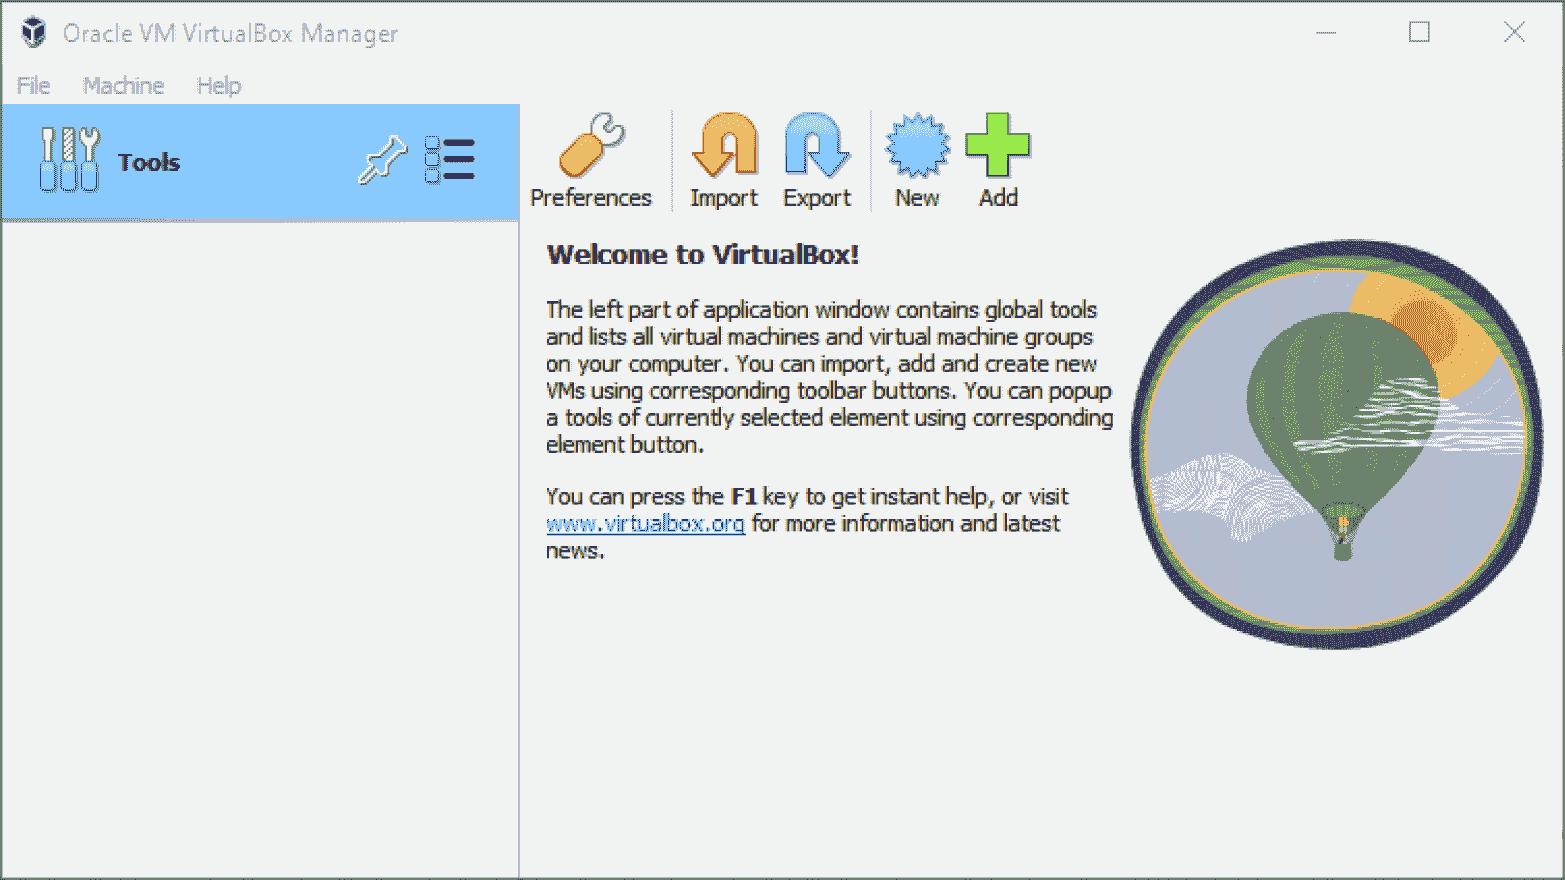 Oracle VM VirtualBox Manager
File Machine Help
Tools
Preferences Import Export New Add
Welcome to VirtualBox!
The left part of application window contains global tools
and lists all virtual machines and virtual machine groups
on your computer. You can import, add and create new
VMs using corresponding toolbar buttons. You can popup
a tools of currently selected element using corresponding
element button.
You can press the F1 key to get instant help, or visit
www.virtualbox.org for more information and latest
news.